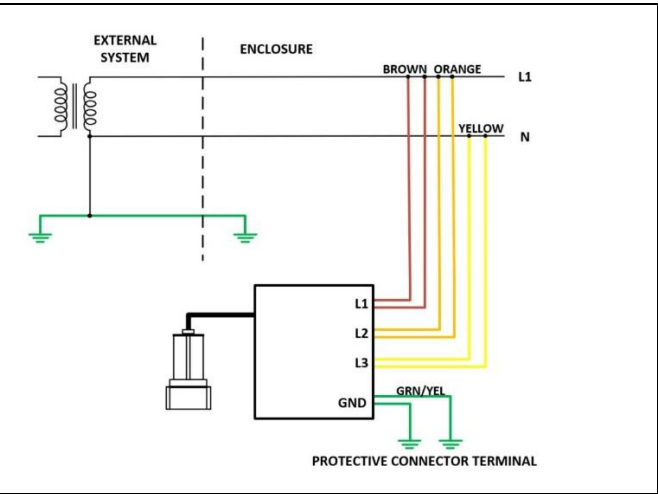 EXTERNAL
SYSTEM
ENCLOSURE
BROWN ORANGE
L1
YELLOW
N
L1
L2
L3
GRN/YEL
GND
PROTECTIVE CONNECTOR TERMINAL